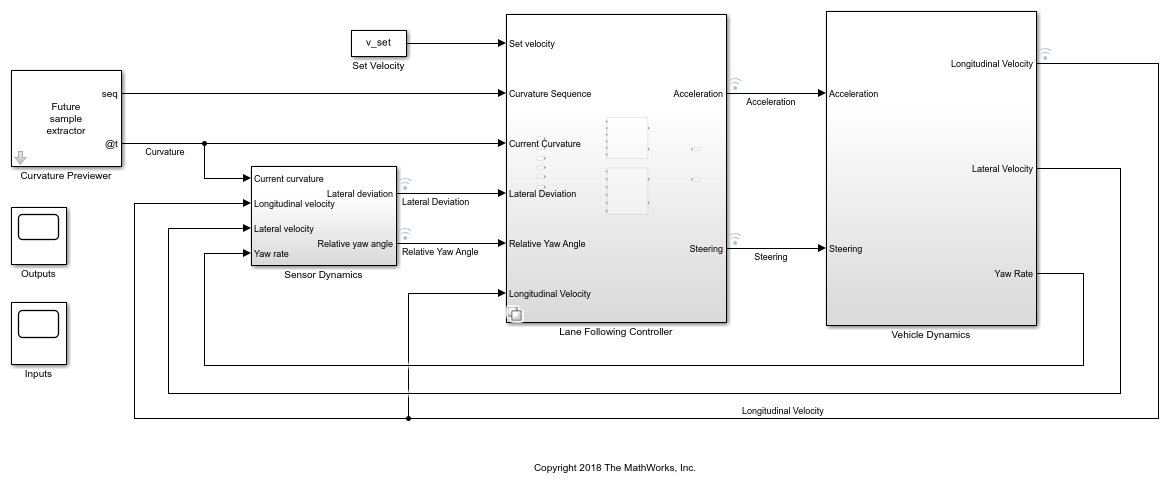 v_set
Set Velocity
Future
sample
extractor
seq
@t
Curvature Previewer
Curvature
Outputs
Inputs
Current curvature
Longitudinal velocity
Lateral velocity
Yaw rate
Lateral deviation
Relative yaw angle
Sensor Dynamics
Lateral Deviation
Relative Yaw Angle
Set velocity
Curvature Sequence
Current Curvature
Lateral Deviation
Relative Yaw Angle
Longitudinal Velocity
Acceleration
Steering
Lane Following Controller
Acceleration
Steering
Acceleration
Steering
Longitudinal Velocity
Lateral Velocity
Yaw Rate
Vehicle Dynamics
Longitudinal Velocity
Copyright 2018 The MathWorks, Inc.